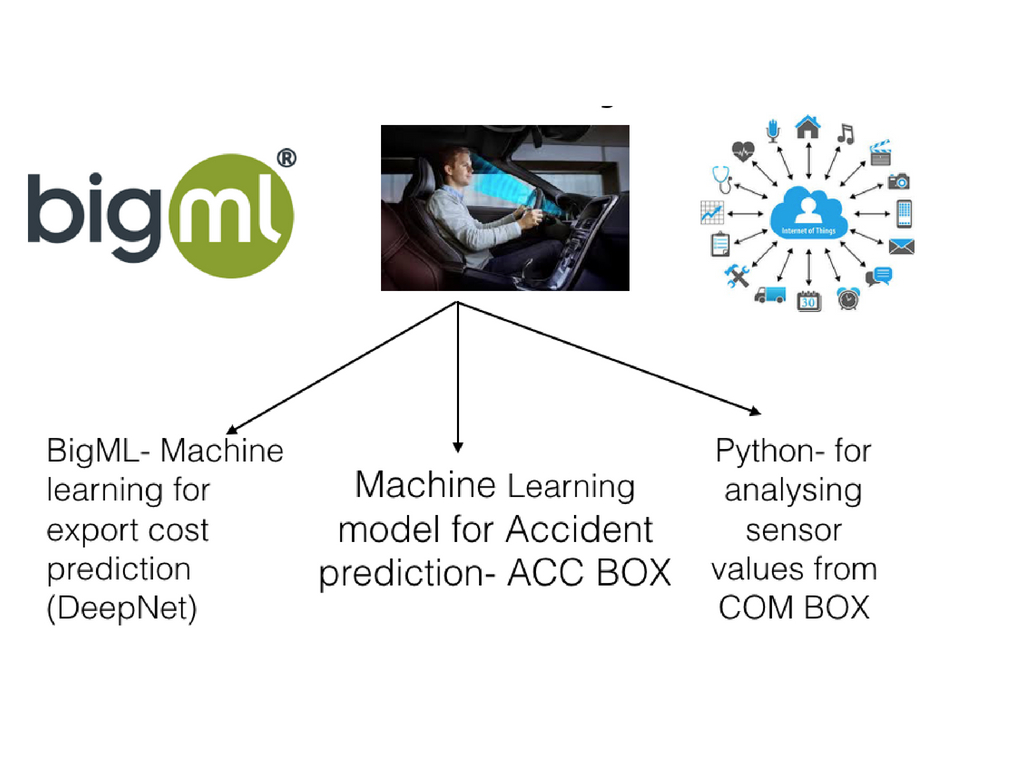 bigml®
Internet of Things
30
BigML- Machine
learning for
export cost
prediction
(DeepNet)
Machine Learning
model for Accident
prediction- ACC BOX
Python- for
analysing
sensor
values from
COM BOX